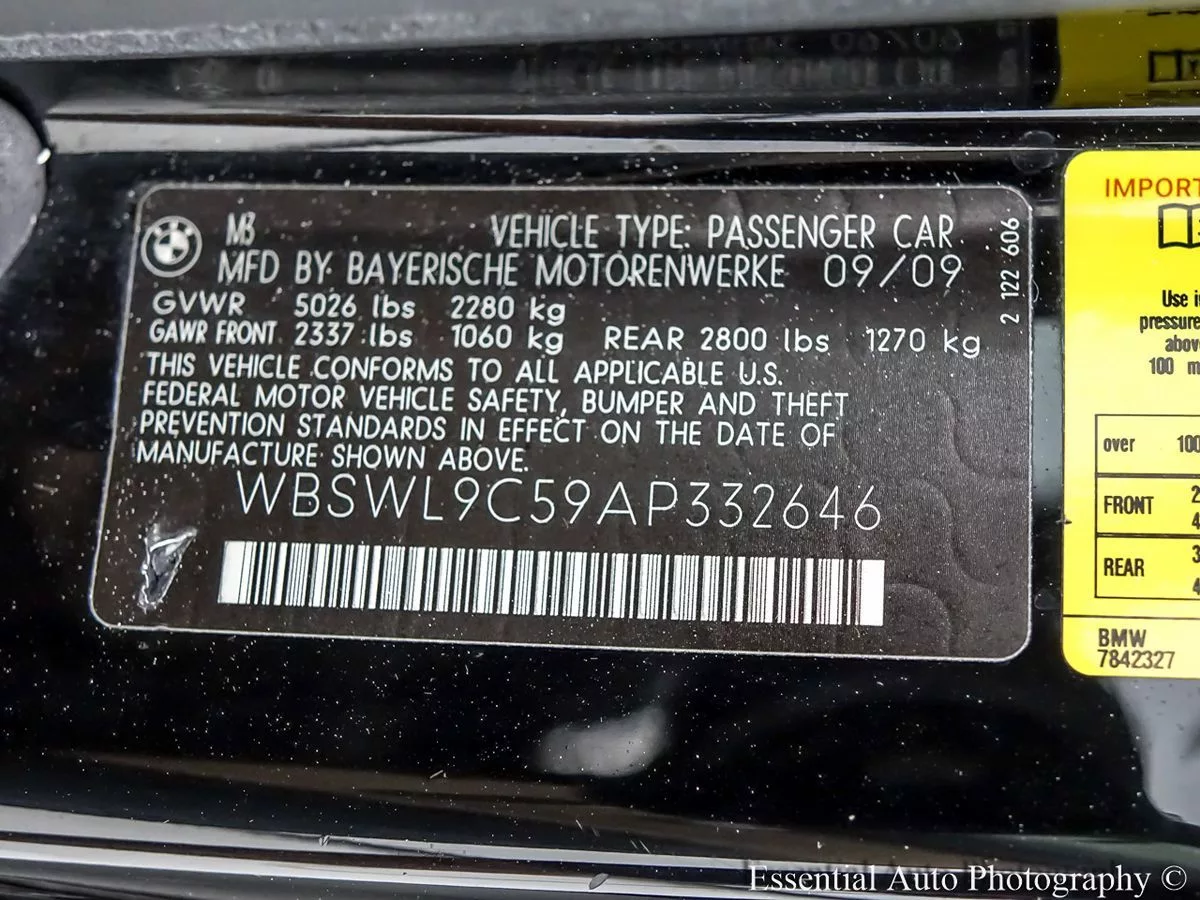 M3 VEHICLE TYPE: PASSENGER CAR
MFD BY BAYERISCHE MOTORENWERKE 09/09
GVWR 5026 lbs 2280 kg
GAWR FRONT 2337 lbs 1060 kg REAR 2800 lbs 1270 kg
THIS VEHICLE CONFORMS TO ALL APPLICABLE U.S.
FEDERAL MOTOR VEHICLE SAFETY, BUMPER AND THEFT
PREVENTION STANDARDS IN EFFECT ON THE DATE OF
MANUFACTURE SHOWN ABOVE.
WBSWL9C59AP332646
2 122 606
IMPORT
Use
pressure
above
100
over 100
FRONT
REAR
BMW
7842327
Essential Auto Photography ©